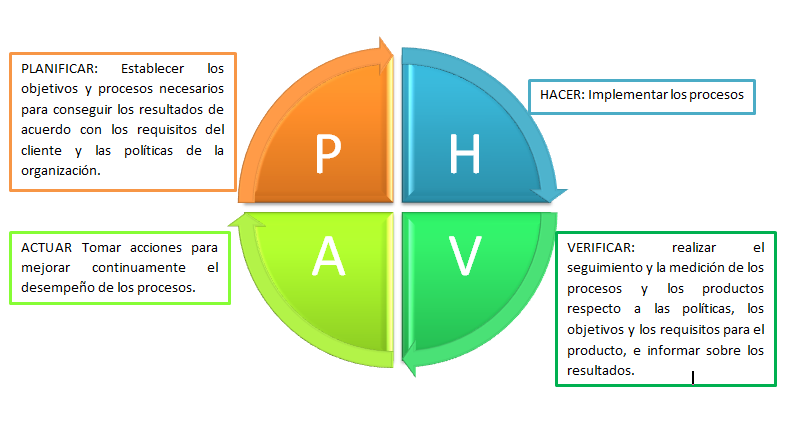 PLANIFICAR: Establecer los
objetivos y procesos necesarios
para conseguir los resultados de
acuerdo con los requisitos del
cliente y las políticas de la
organización.
P
H
HACER: Implementar los procesos
ACTUAR Tomar acciones para
mejorar continuamente el
desempeño de los procesos.
A
V
VERIFICAR: realizar el
seguimiento y la medición de los
procesos y los productos
respecto a las políticas, los
objetivos y los requisitos para el
producto, e informar sobre los
resultados.